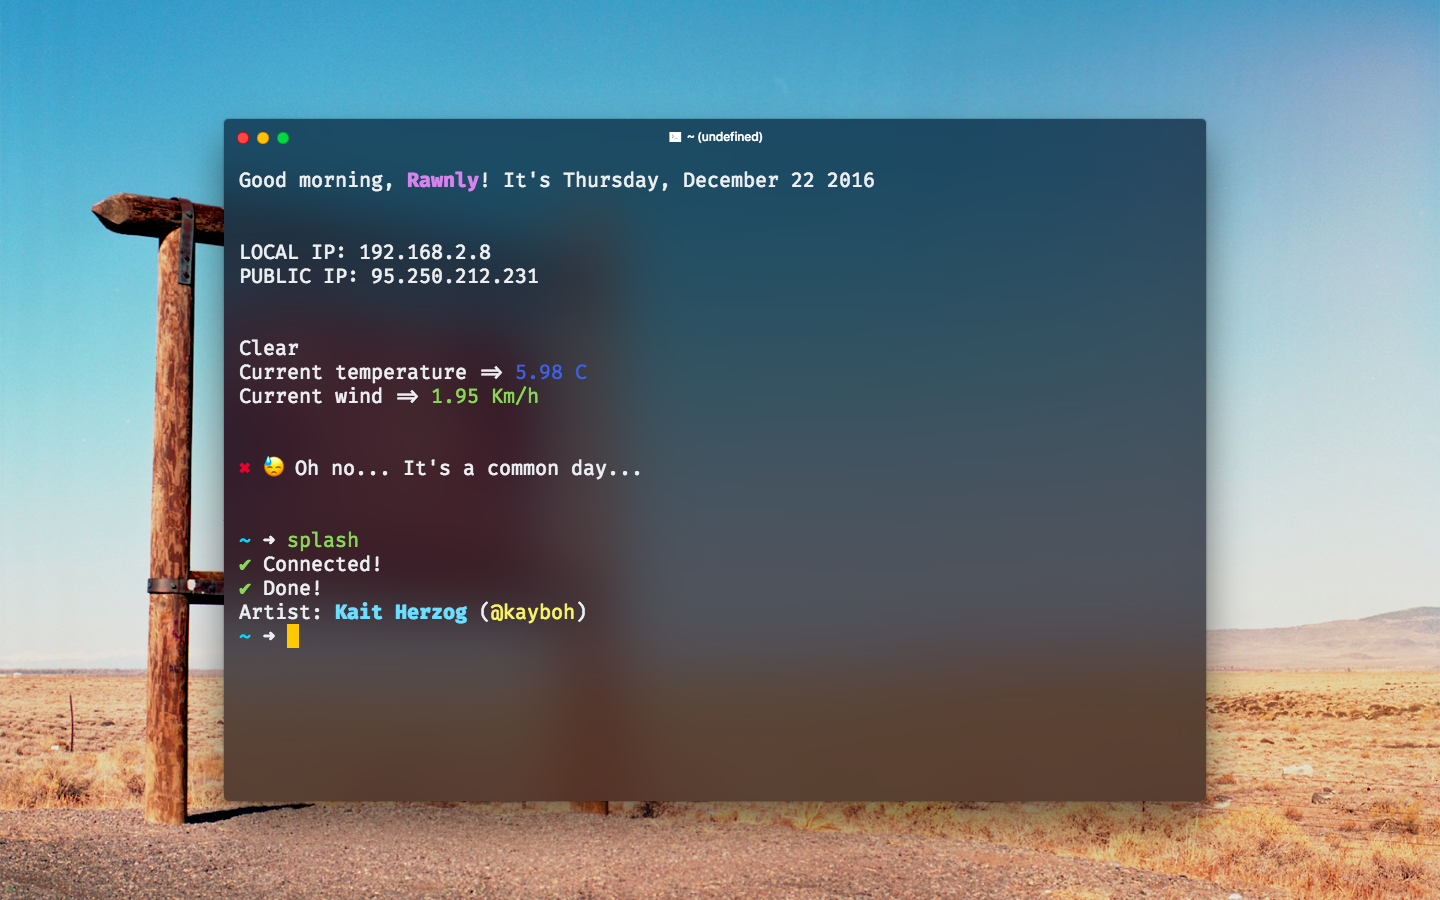 ~ (undefined)
Good morning, Rawnly! It's Thursday, December 22 2016
LOCAL IP: 192.168.2.8
PUBLIC IP: 95.250.212.231
Clear
Current temperature ⇒ 5.98 C
Current wind ⇒ 1.95 Km/h
✖ 😓 Oh no... It's a common day...
~ ➜ splash
✔ Connected!
✔ Done!
Artist: Kait Herzog (@kayboh)
~ ➜